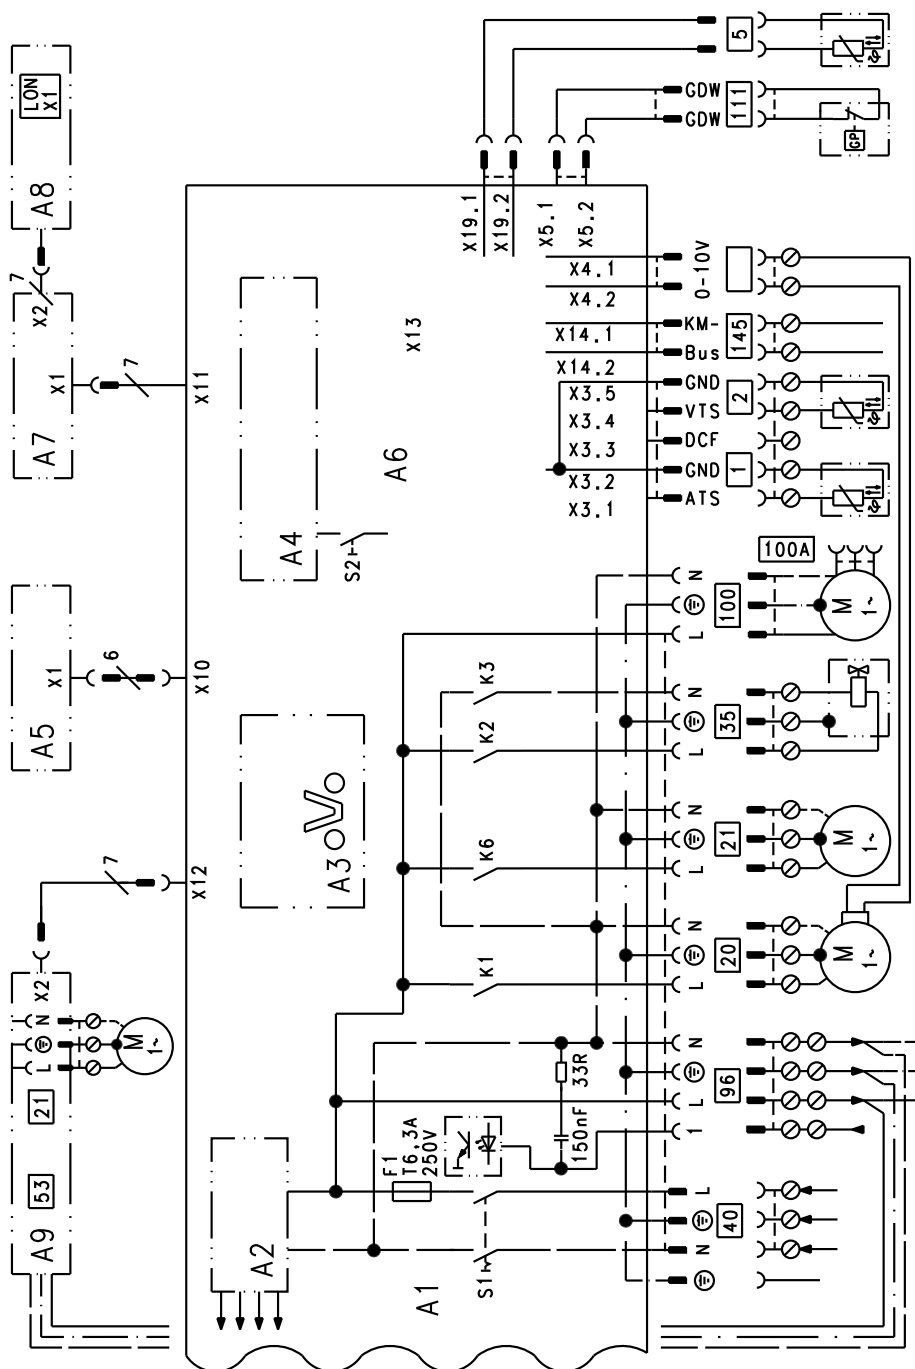 5
LON
X1
GDW
111
GDW
GP
A8
X19.1
X19.2
X5.1
X5.2
7
X2
X4.1
X4.2
0-10V
X13
X14.1
KM-
145
Bus
X14.2
7
X1
X11
X3.5
GND
2
X3.4
VTS
X3.3
DCF
A7
A6
X3.2
GND
1
X3.1
ATS
A4
S2
100A
N
100
L
M
1~
X1
6
X10
K3
N
35
K2
L
A5
N
21
K6
L
M
1~
A3
7
X12
N
20
K1
L
M
1~
X2
N
L
M
1~
33R
N
96
L
1
150nF
21
53
F1
T6,3A
250V
L
40
N
A9
A2
S1
A1